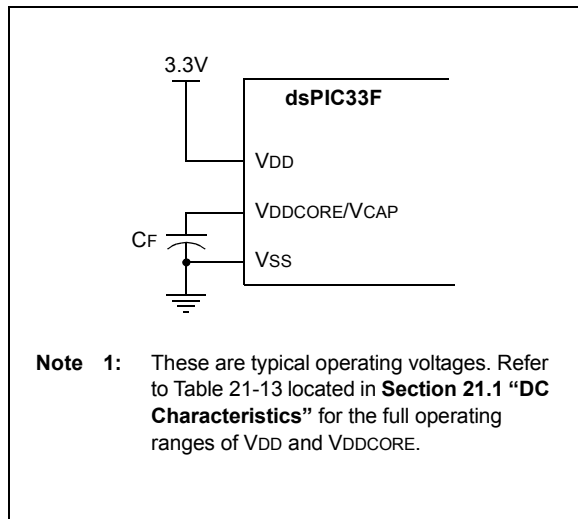 3.3V
dsPIC33F
VDD
VDDCORE/VCAP
CF
VSS
Note 1: These are typical operating voltages. Refer
to Table 21-13 located in Section 21.1 “DC
Characteristics” for the full operating
ranges of VDD and VDDCORE.